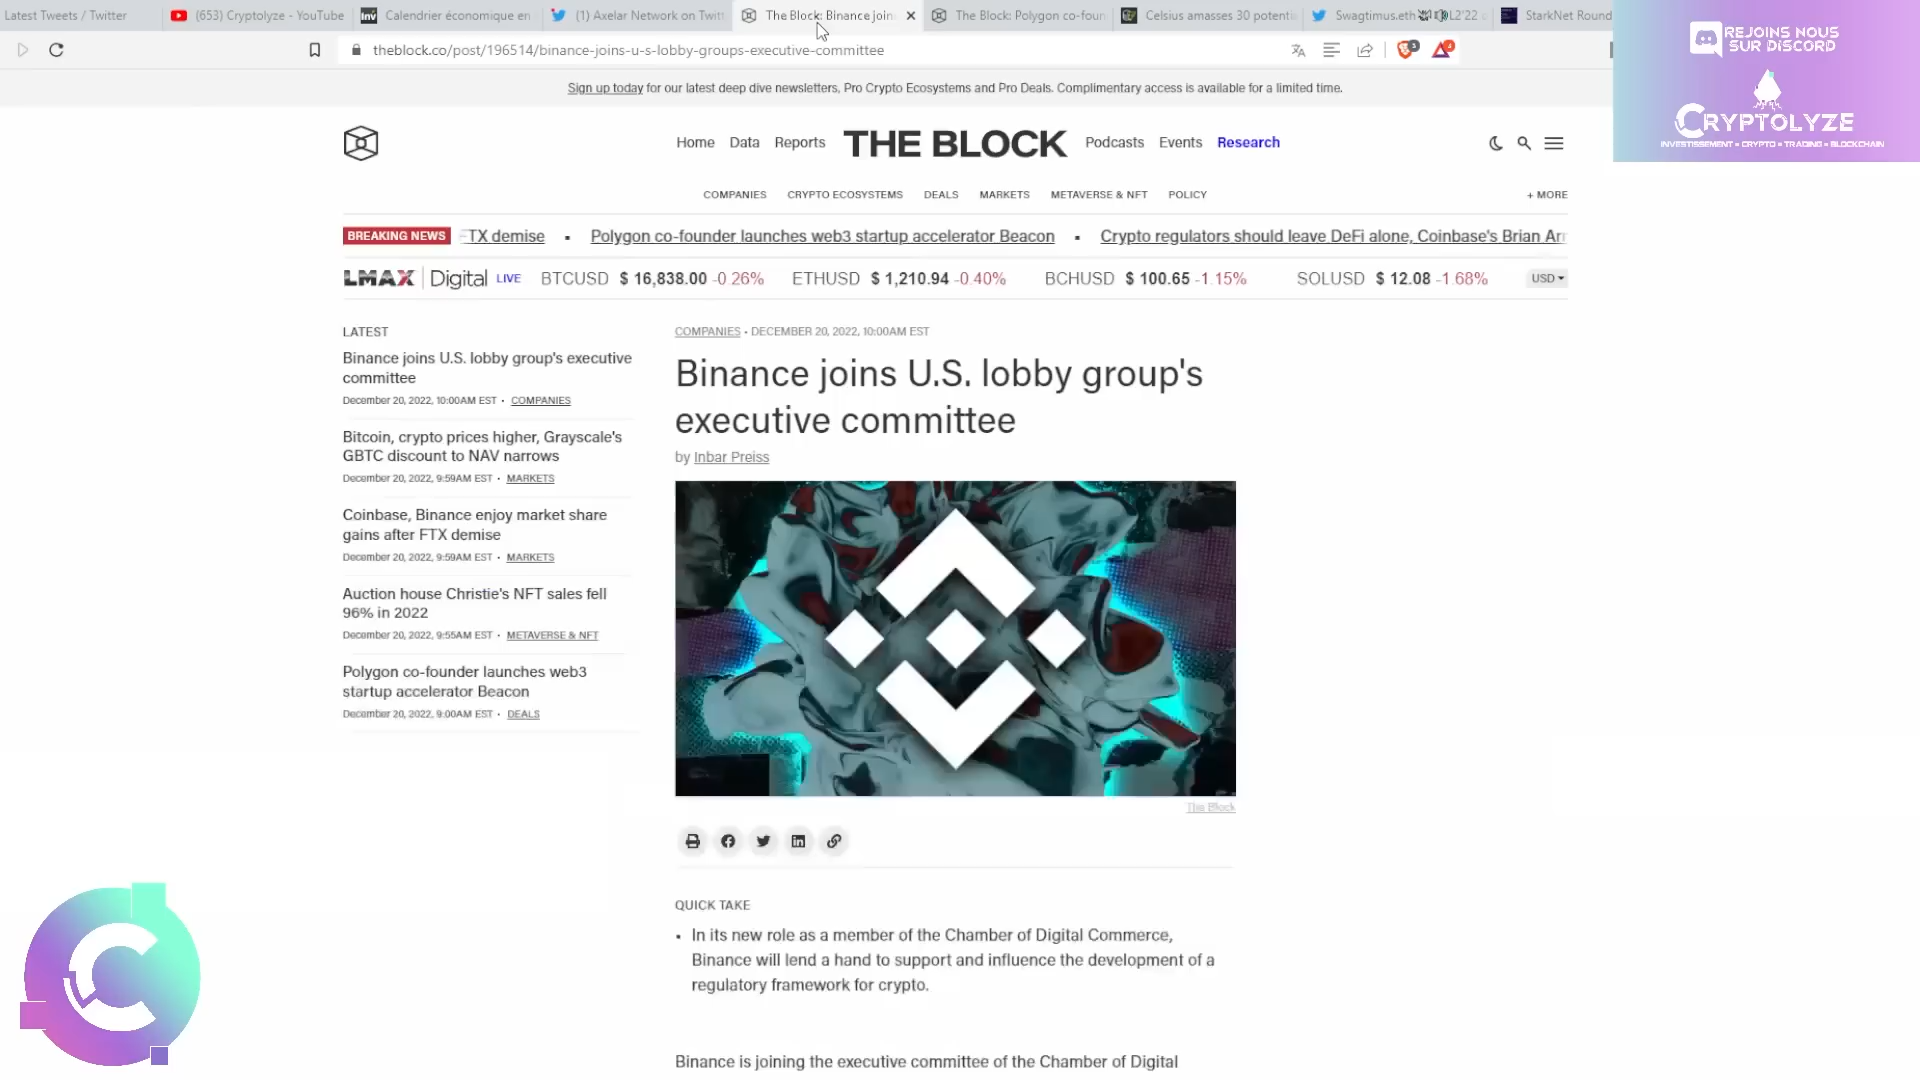 Latest Tweets / Twitter
(653) Cryptolyze - YouTube
Inv
Calendrier économique en
(1) Axelar Network on Twitt
The Block: Binance join
The Block: Polygon co-foun
Celsius amasses 30 potenti
Swagtimus.eth L2'22
StarkNet Round
theblock.co/post/196514/binance-joins-u-s-lobby-groups-executive-committee
REJOINS NOUS
SUR DISCORD
CRYPTOLYZE
INVESTISSEMENT • CRYPTO • TRADING • BLOCKCHAIN
Sign up today for our latest deep dive newsletters, Pro Crypto Ecosystems and Pro Deals. Complimentary access is available for a limited time.
Home Data Reports THE BLOCK Podcasts Events Research
COMPANIES CRYPTO ECOSYSTEMS DEALS MARKETS METAVERSE & NFT POLICY + MORE
BREAKING NEWS TX demise ▪ Polygon co-founder launches web3 startup accelerator Beacon ▪ Crypto regulators should leave DeFi alone, Coinbase's Brian Arr
LMAX Digital LIVE BTCUSD $ 16,838.00 -0.26% ETHUSD $ 1,210.94 -0.40% BCHUSD $ 100.65 -1.15% SOLUSD $ 12.08 -1.68% USD
LATEST
Binance joins U.S. lobby group's executive
committee
December 20, 2022, 10:00AM EST • COMPANIES
Bitcoin, crypto prices higher, Grayscale's
GBTC discount to NAV narrows
December 20, 2022, 9:59AM EST • MARKETS
Coinbase, Binance enjoy market share
gains after FTX demise
December 20, 2022, 9:59AM EST • MARKETS
Auction house Christie's NFT sales fell
96% in 2022
December 20, 2022, 9:55AM EST • METAVERSE & NFT
Polygon co-founder launches web3
startup accelerator Beacon
December 20, 2022, 9:00AM EST • DEALS
COMPANIES • DECEMBER 20, 2022, 10:00AM EST
Binance joins U.S. lobby group's
executive committee
by Inbar Preiss
The Block
QUICK TAKE
• In its new role as a member of the Chamber of Digital Commerce,
Binance will lend a hand to support and influence the development of a
regulatory framework for crypto.
Binance is joining the executive committee of the Chamber of Digital